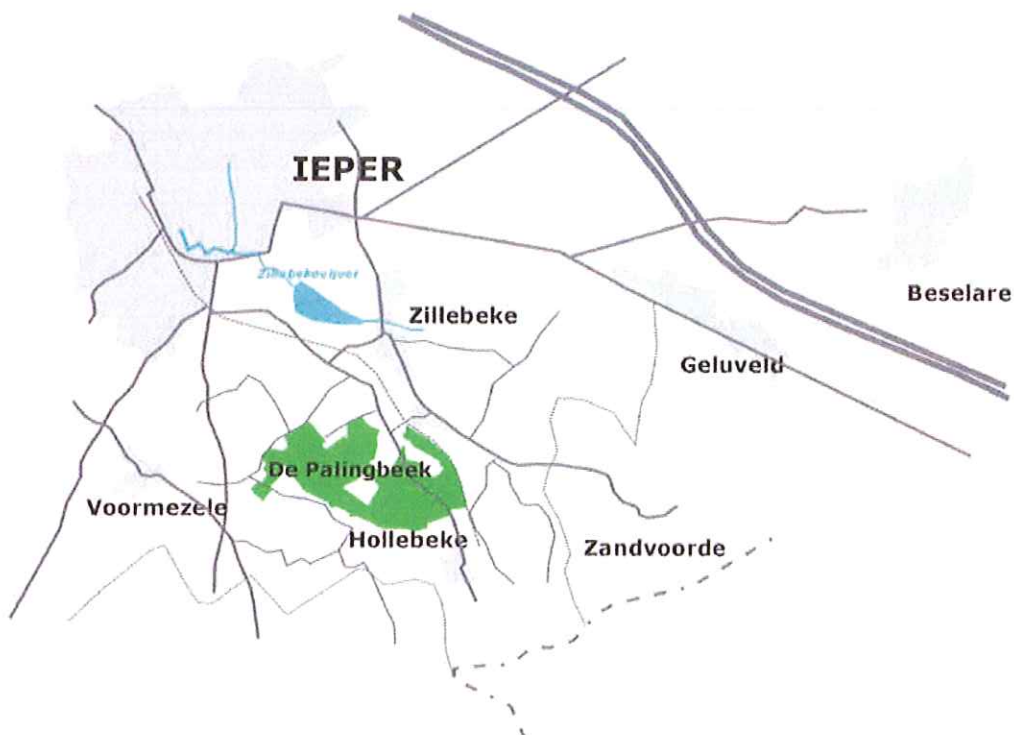 IEPER
Zillebekevijver
Beselare
Zillebeke
Geluveld
De Palingbeek
Voormezele
Hollebeke
Zandvoorde